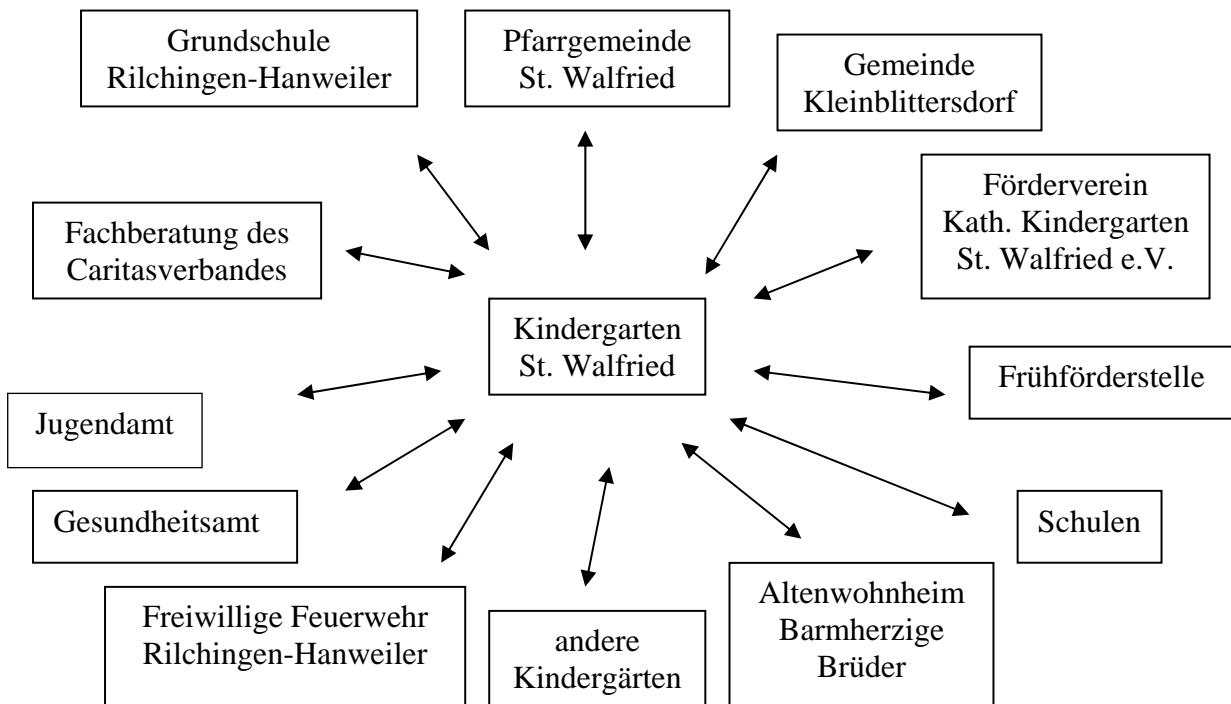 Grundschule
Rilchingen-Hanweiler
Pfarrgemeinde
St. Walfried
Gemeinde
Kleinblittersdorf
Förderverein
Kath. Kindergarten
St. Walfried e.V.
Fachberatung des
Caritasverbandes
Kindergarten
St. Walfried
Frühförderstelle
Jugendamt
Gesundheitsamt
Schulen
Freiwillige Feuerwehr
Rilchingen-Hanweiler
andere
Kindergärten
Altenwohnheim
Barmherzige
Brüder